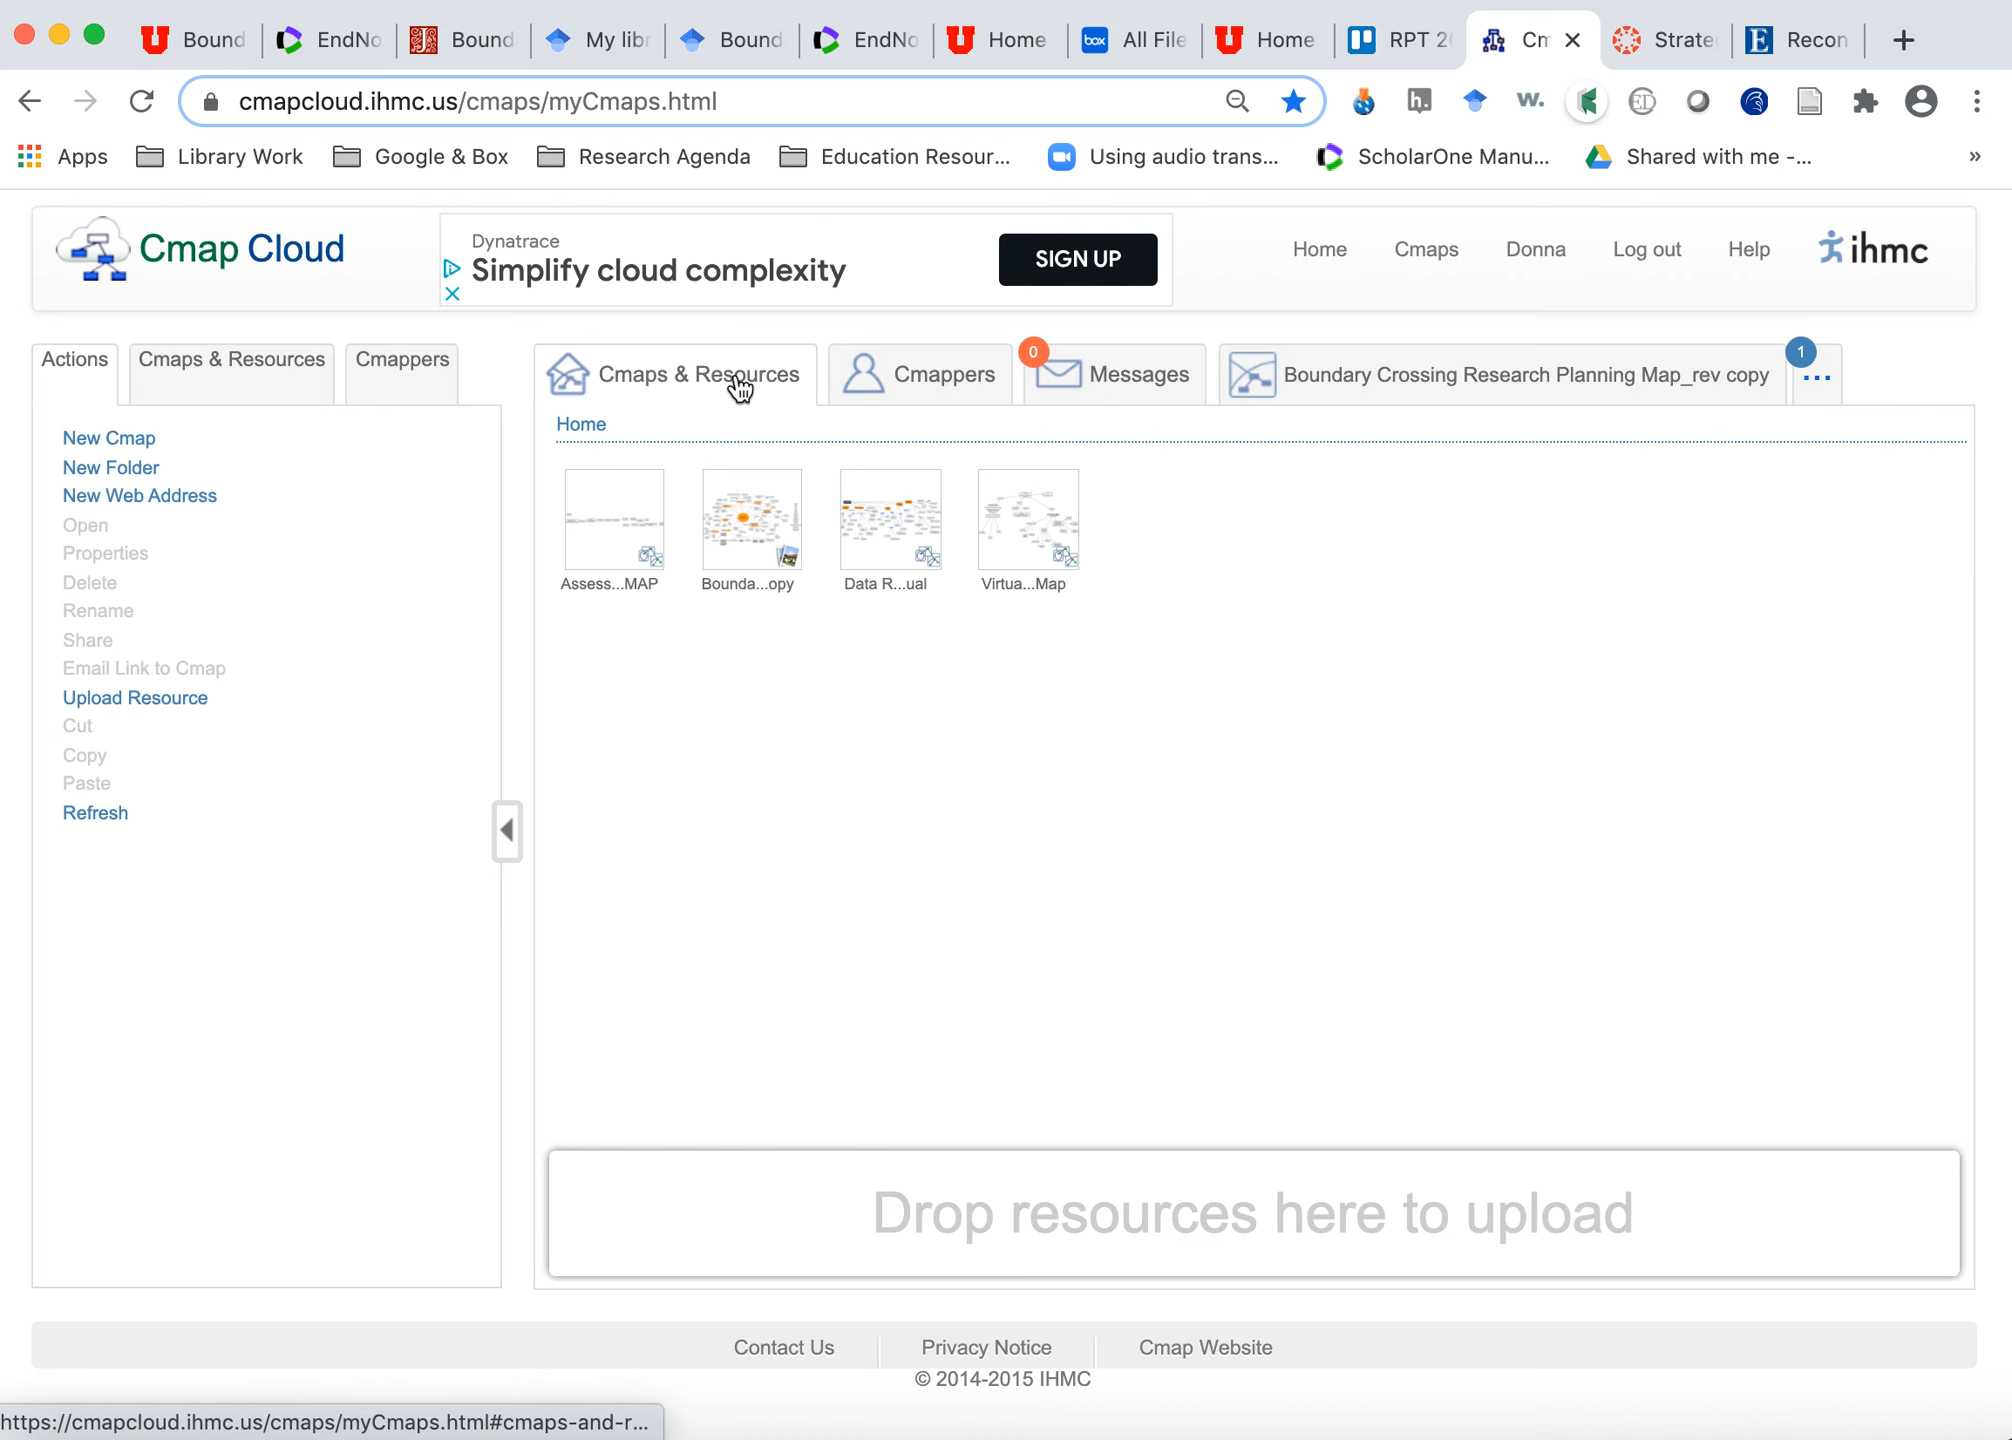 Bound
EndNo
Bound
My libr
Bound
EndNo
Home
box All File
Home
RPT 2
Cm
Strate
Recon
cmapcloud.ihmc.us/cmaps/myCmaps.html
h.
w.
ED
Apps
Library Work
Google & Box
Research Agenda
Education Resour...
Using audio trans...
ScholarOne Manu...
Shared with me -...
»
Cmap Cloud
Dynatrace
Simplify cloud complexity
SIGN UP
Home
Cmaps
Donna
Log out
Help
ihmc
Actions
Cmaps & Resources
Cmappers
Cmaps & Resources
Cmappers
0
Messages
Boundary Crossing Research Planning Map_rev copy
1
...
Home
New Cmap
New Folder
New Web Address
Open
Properties
Delete
Rename
Share
Email Link to Cmap
Upload Resource
Cut
Copy
Paste
Refresh
Assess...MAP
Bounda...opy
Data R...ual
Virtua...Map
Drop resources here to upload
Contact Us
Privacy Notice
Cmap Website
© 2014-2015 IHMC
https://cmapcloud.ihmc.us/cmaps/myCmaps.html#cmaps-and-r...